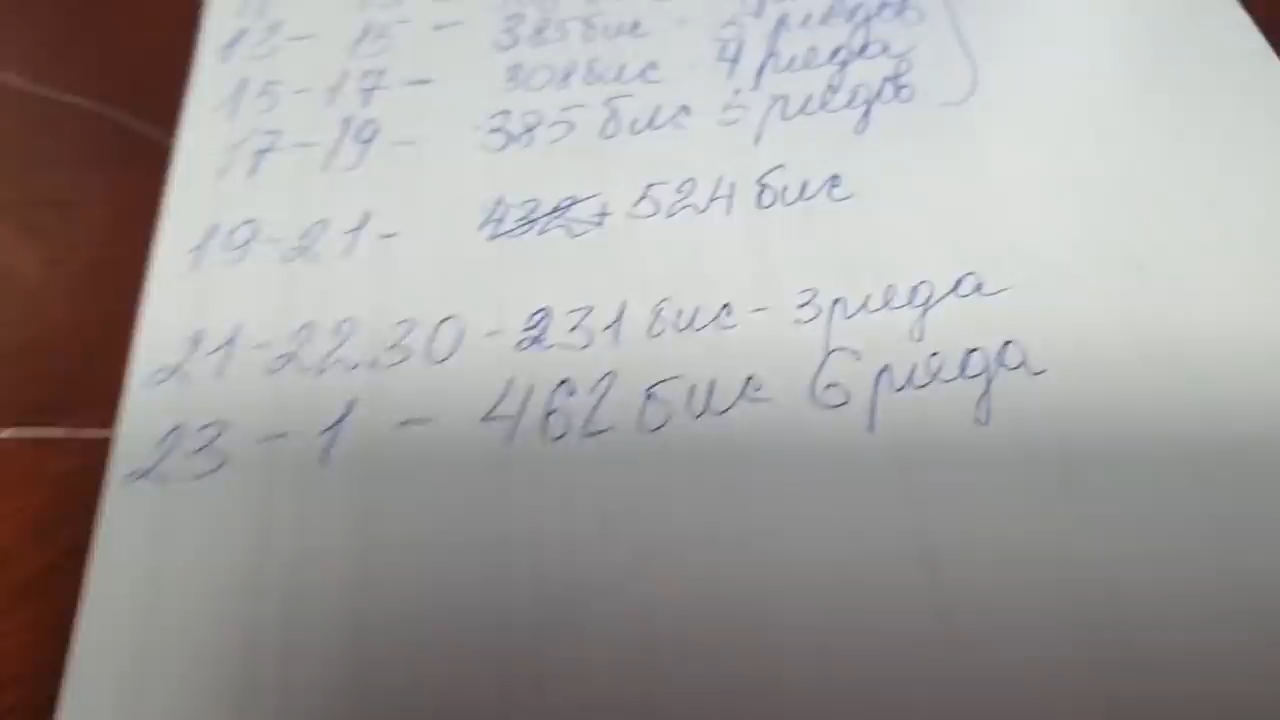 13 - 15 - 385 бис 5 рядов
15-17 - 308 бис 4 ряда
17-19 - 385 бис 5 рядов
19-21 - 432+ 524 бис
21-22.30 - 231 бис - 3 ряда
23 - 1 - 462 бис 6 ряда